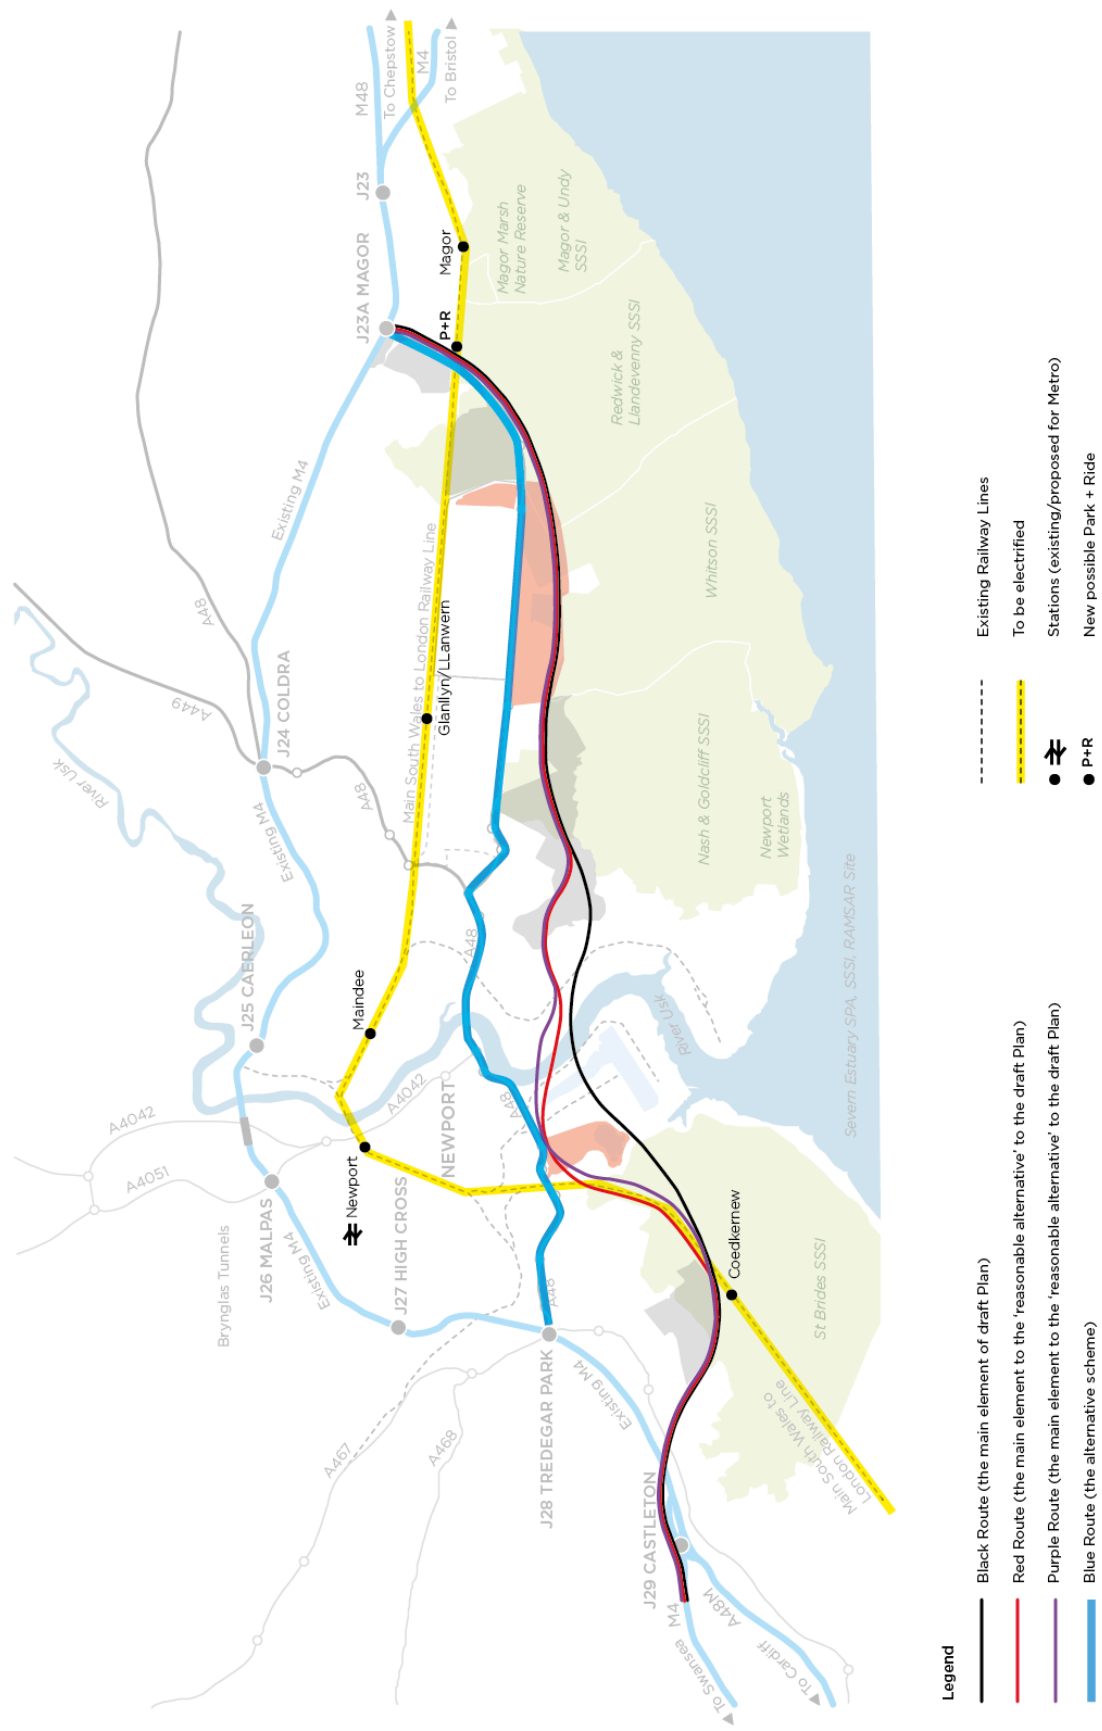 M48
To Chepstow
M4
To Bristol
J23
J23A MAGOR
Magor
P+R
Magor Marsh
Nature Reserve
Magor & Undy
SSSI
Redwick &
Llandevenny SSSI
Existing M4
A48
A449
J24 COLDRA
River Usk
Existing M4
A48
Main South Wales to London Railway Line
Glanllyn/LLanwern
Whitson SSSI
Nash & Goldcliff SSSI
Newport
Wetlands
Severn Estuary SPA, SSSI, RAMSAR Site
J25 CAERLEON
Maindee
A48
River Usk
A4042
A4042
A4051
NEWPORT
A48
Newport
J26 MALPAS
Brynglas Tunnels
Existing M4
J27 HIGH CROSS
A48
J28 TREDEGAR PARK
Existing M4
Coedkernew
St Brides SSSI
Main South Wales to
London Railway Line
A467
A468
J29 CASTLETON
M4
A48M
To Swansea
To Cardiff
Legend
Black Route (the main element of draft Plan)
Red Route (the main element to the 'reasonable alternative' to the draft Plan)
Purple Route (the main element to the 'reasonable alternative' to the draft Plan)
Blue Route (the alternative scheme)
Existing Railway Lines
To be electrified
Stations (existing/proposed for Metro)
P+R
New possible Park + Ride